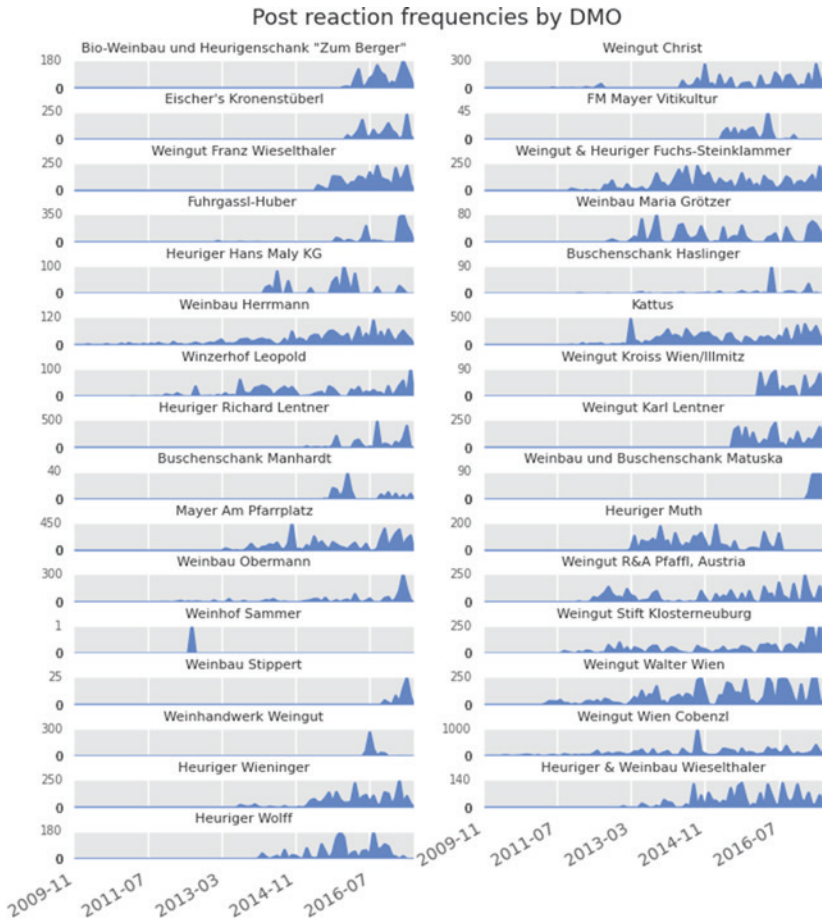 Post reaction frequencies by DMO
Bio-Weinbau und Heurigenschank "Zum Berger"
180
0
Eischer's Kronenstüberl
250
0
Weingut Franz Wieselthaler
250
0
Fuhrgassl-Huber
350
0
Heuriger Hans Maly KG
100
0
Weinbau Herrmann
120
0
Winzerhof Leopold
100
0
Heuriger Richard Lentner
500
0
Buschenschank Manhardt
40
0
Mayer Am Pfarrplatz
450
0
Weinbau Obermann
300
0
Weinhof Sammer
1
0
Weinbau Stippert
25
0
Weinhandwerk Weingut
300
0
Heuriger Wieninger
250
0
Heuriger Wolff
180
0
2009-11
2011-07
2013-03
2014-11
2016-07
Weingut Christ
300
0
FM Mayer Vitikultur
45
0
Weingut & Heuriger Fuchs-Steinklammer
250
0
Weinbau Maria Grötzer
80
0
Buschenschank Haslinger
90
0
Kattus
500
0
Weingut Kroiss Wien/Illmitz
90
0
Weingut Karl Lentner
250
0
Weinbau und Buschenschank Matuska
90
0
Heuriger Muth
200
0
Weingut R&A Pfaffl, Austria
250
0
Weingut Stift Klosterneuburg
250
0
Weingut Walter Wien
250
0
Weingut Wien Cobenzl
1000
0
Heuriger & Weinbau Wieselthaler
140
0
2009-11
2011-07
2013-03
2014-11
2016-07